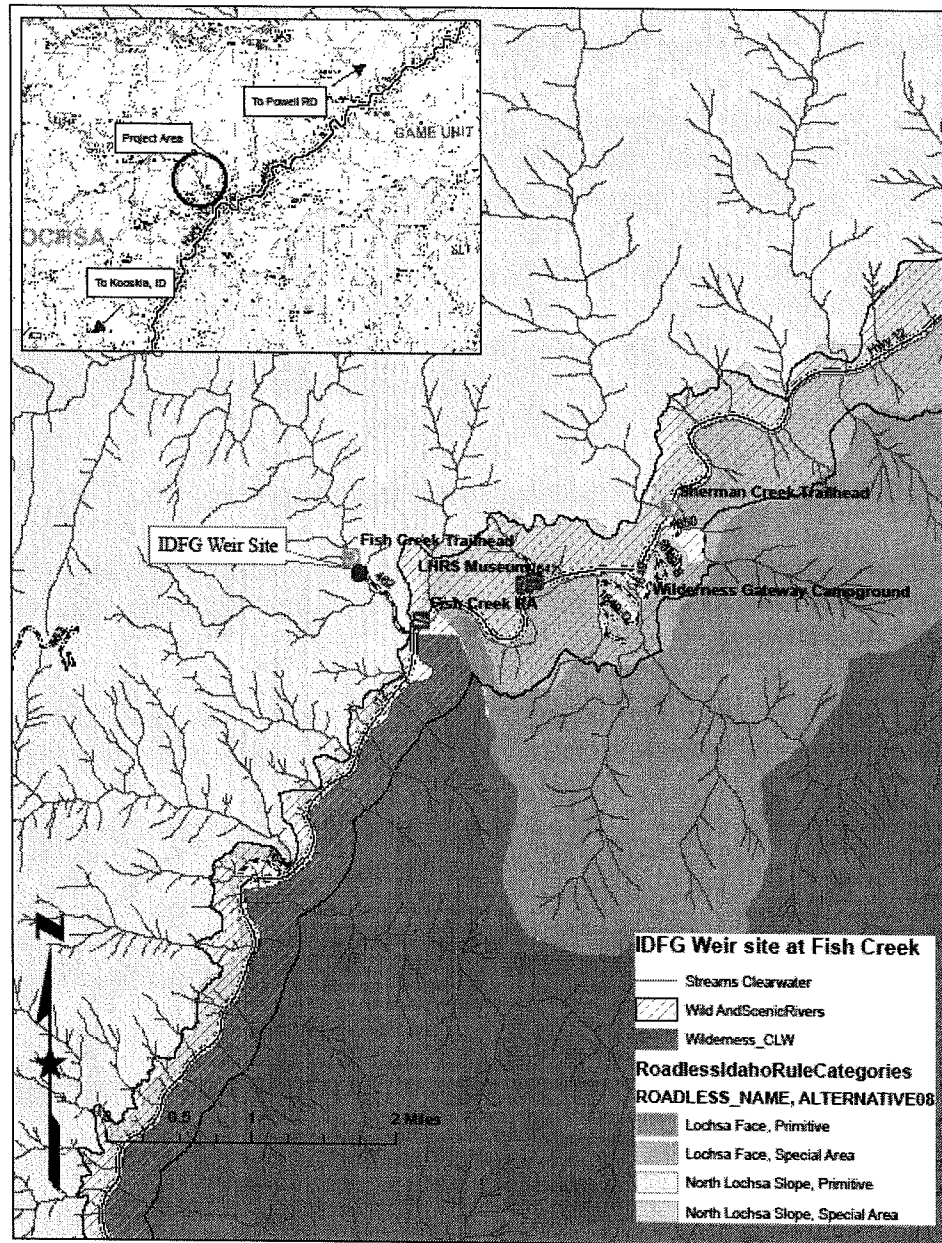 To Powell RD
GAME UNIT
Project Area
To Kooskia, ID
Hwy 12
Sherman Creek Trailhead
IDFG Weir Site
Fish Creek Trailhead
LHRS Museum
Wilderness Gateway Campground
Fish Creek RA
N
0.5
1
2 Miles
IDFG Weir site at Fish Creek
Streams Clearwater
Wild AndScenicRivers
Wilderness_CLW
RoadlessIdahoRuleCategories
ROADLESS_NAME, ALTERNATIVE08
Lochsa Face, Primitive
Lochsa Face, Special Area
North Lochsa Slope, Primitive
North Lochsa Slope, Special Area